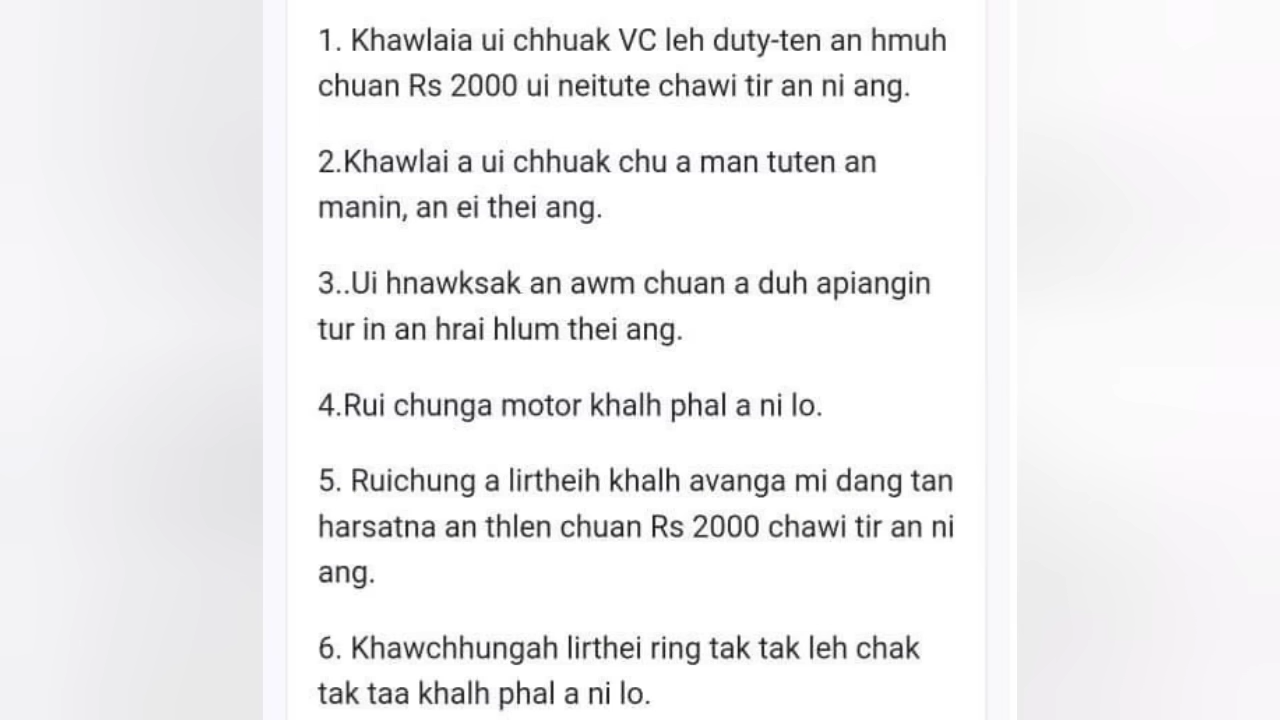 1. Khawlaia ui chhuak VC leh duty-ten an hmuh
chuan Rs 2000 ui neitute chawi tir an ni ang.
2.Khawlai a ui chhuak chu a man tuten an
manin, an ei thei ang.
3..Ui hnawksak an awm chuan a duh apiangin
tur in an hrai hlum thei ang.
4.Rui chunga motor khalh phal a ni lo.
5. Ruichung a lirtheih khalh avanga mi dang tan
harsatna an thlen chuan Rs 2000 chawi tir an ni
ang.
6. Khawchhungah lirthei ring tak tak leh chak
tak taa khalh phal a ni lo.